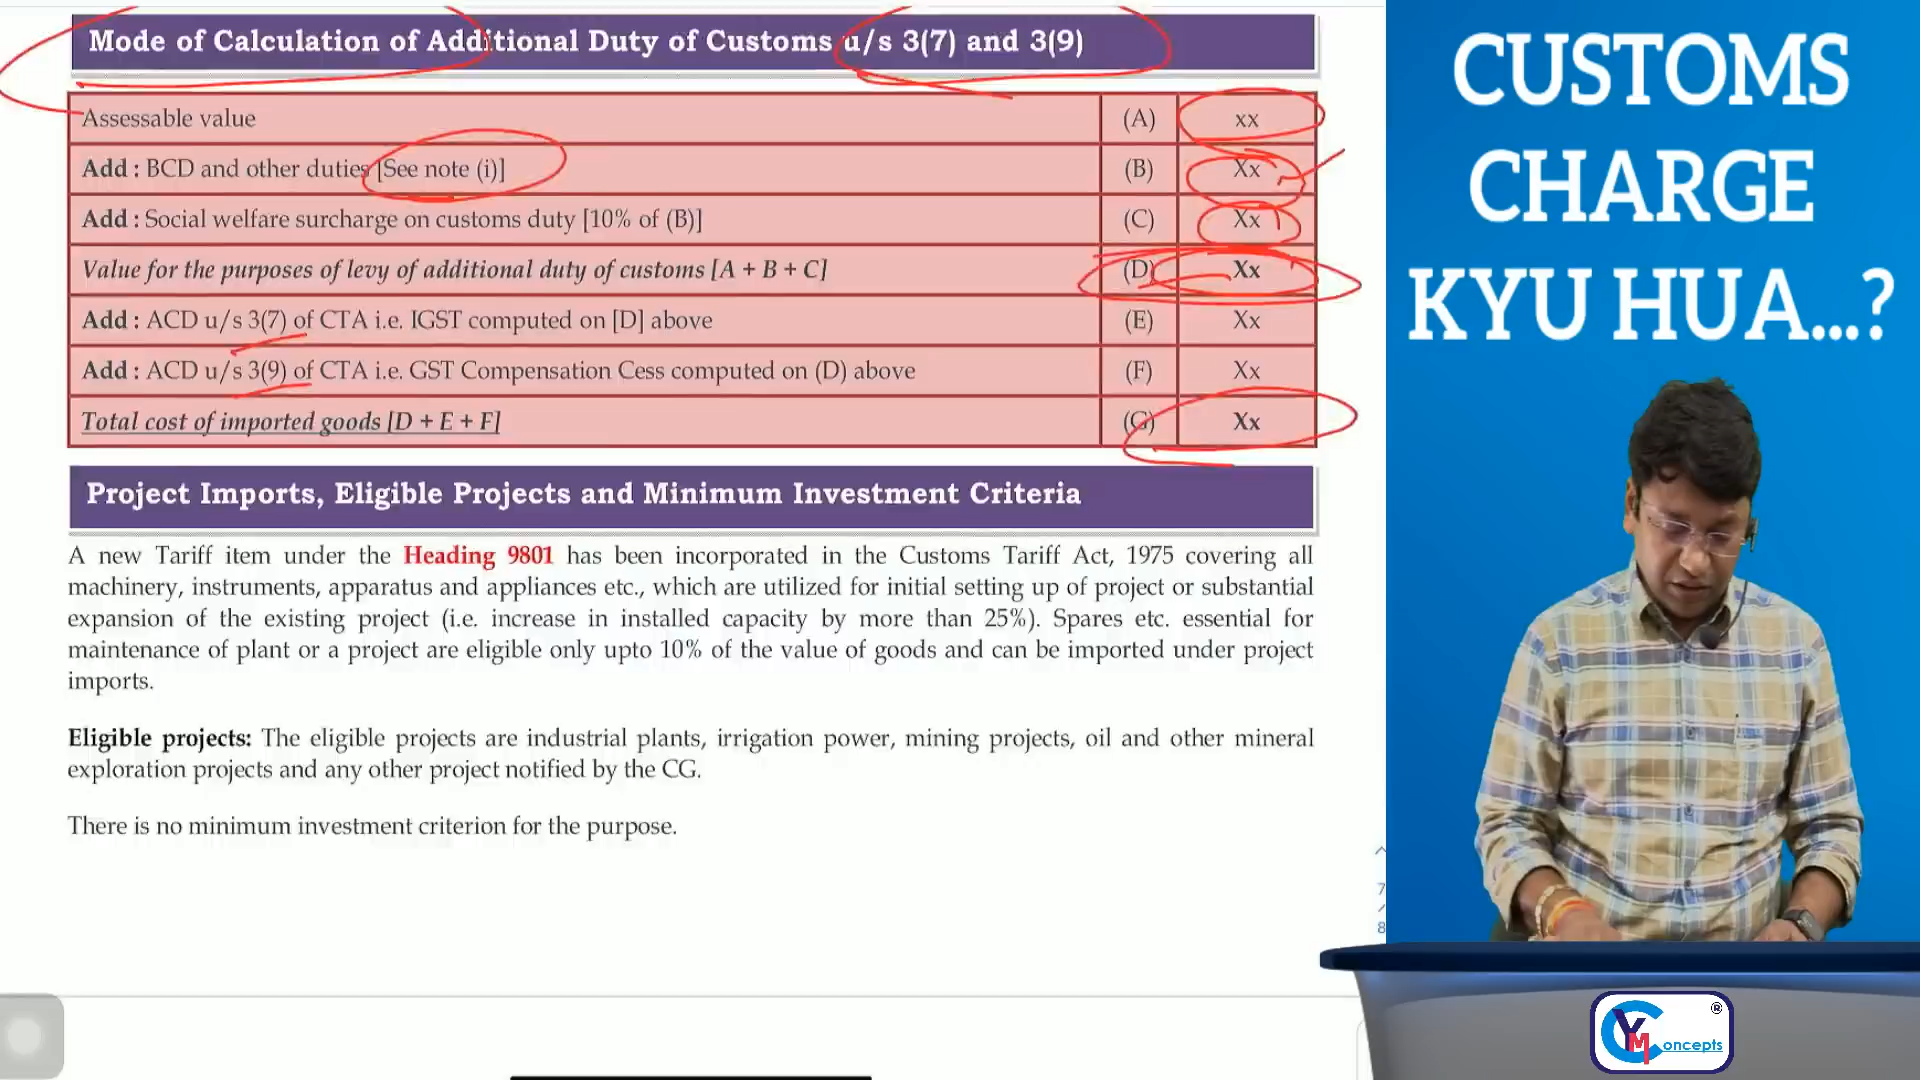 Mode of Calculation of Additional Duty of Customs u/s 3(7) and 3(9)
Assessable value (A) xx
Add : BCD and other duties [See note (i)] (B) Xx
Add : Social welfare surcharge on customs duty [10% of (B)] (C) Xx
Value for the purposes of levy of additional duty of customs [A + B + C] (D) Xx
Add : ACD u/s 3(7) of CTA i.e. IGST computed on [D] above (E) Xx
Add : ACD u/s 3(9) of CTA i.e. GST Compensation Cess computed on (D) above (F) Xx
Total cost of imported goods [D + E + F] (G) Xx
Project Imports, Eligible Projects and Minimum Investment Criteria
A new Tariff item under the Heading 9801 has been incorporated in the Customs Tariff Act, 1975 covering all
machinery, instruments, apparatus and appliances etc., which are utilized for initial setting up of project or substantial
expansion of the existing project (i.e. increase in installed capacity by more than 25%). Spares etc. essential for
maintenance of plant or a project are eligible only upto 10% of the value of goods and can be imported under project
imports.
Eligible projects: The eligible projects are industrial plants, irrigation power, mining projects, oil and other mineral
exploration projects and any other project notified by the CG.
There is no minimum investment criterion for the purpose.
7
/
8
CUSTOMS
CHARGE
KYU HUA...?
YMConcepts ®